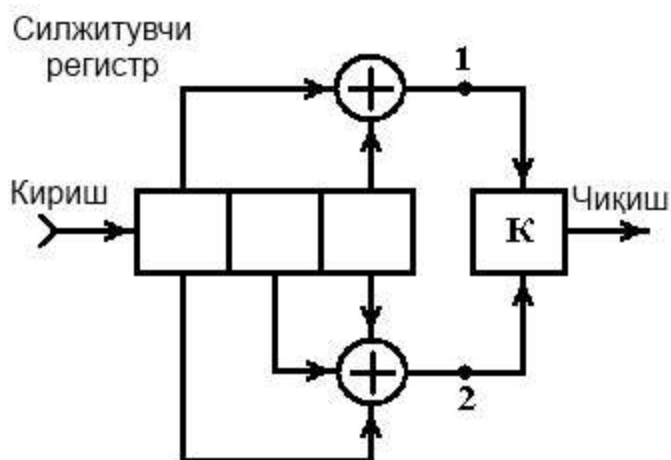 Силжитувчи
регистр
1
Кириш
К
Чиқиш
2